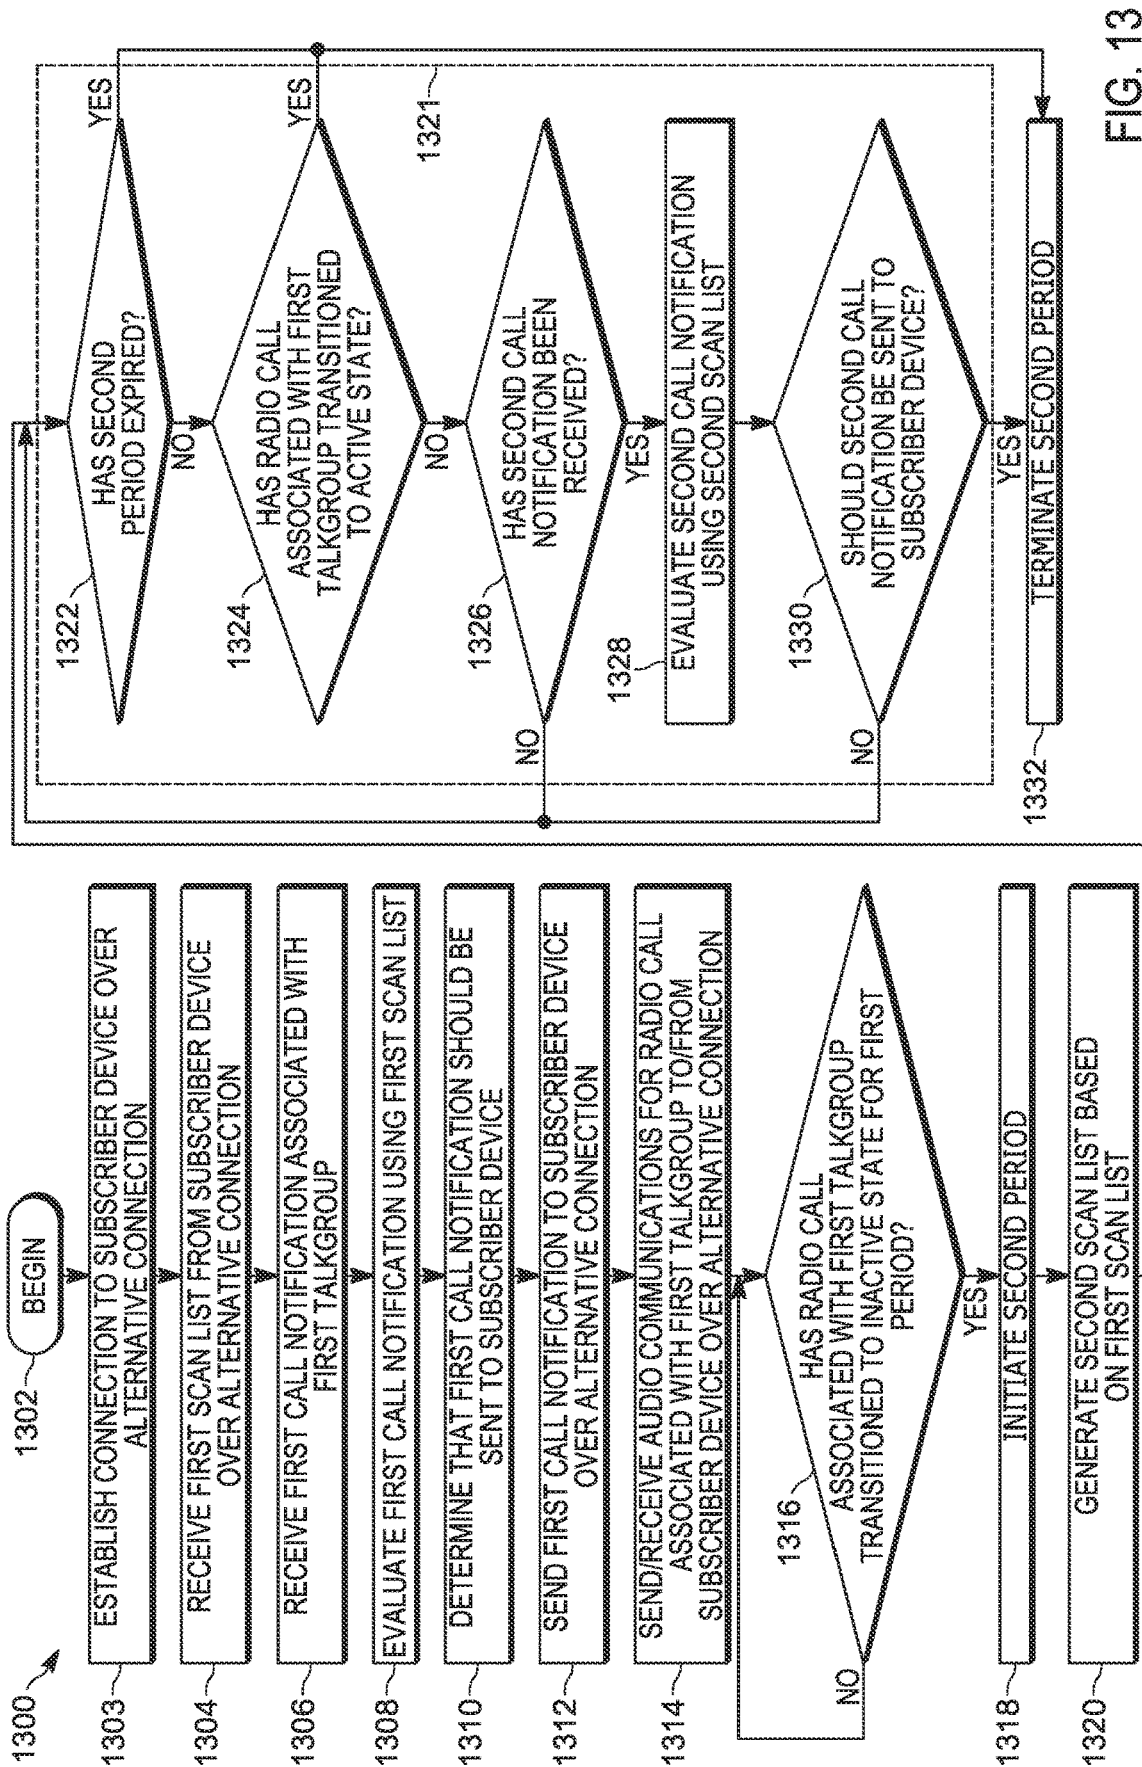 1300
1302
BEGIN
1303
ESTABLISH CONNECTION TO SUBSCRIBER DEVICE OVER
ALTERNATIVE CONNECTION
1304
RECEIVE FIRST SCAN LIST FROM SUBSCRIBER DEVICE
OVER ALTERNATIVE CONNECTION
1306
RECEIVE FIRST CALL NOTIFICATION ASSOCIATED WITH
FIRST TALKGROUP
1308
EVALUATE FIRST CALL NOTIFICATION USING FIRST SCAN LIST
1310
DETERMINE THAT FIRST CALL NOTIFICATION SHOULD BE
SENT TO SUBSCRIBER DEVICE
1312
SEND FIRST CALL NOTIFICATION TO SUBSCRIBER DEVICE
OVER ALTERNATIVE CONNECTION
1314
SEND/RECEIVE AUDIO COMMUNICATIONS FOR RADIO CALL
ASSOCIATED WITH FIRST TALKGROUP TO/FROM
SUBSCRIBER DEVICE OVER ALTERNATIVE CONNECTION
1316
HAS RADIO CALL
ASSOCIATED WITH FIRST TALKGROUP
TRANSITIONED TO INACTIVE STATE FOR FIRST
PERIOD?
NO
YES
1318
INITIATE SECOND PERIOD
1320
GENERATE SECOND SCAN LIST BASED
ON FIRST SCAN LIST
1322
HAS SECOND
PERIOD EXPIRED?
YES
NO
1324
HAS RADIO CALL
ASSOCIATED WITH FIRST
TALKGROUP TRANSITIONED
TO ACTIVE STATE?
YES
NO
1321
1326
HAS SECOND CALL
NOTIFICATION BEEN
RECEIVED?
NO
YES
1328
EVALUATE SECOND CALL NOTIFICATION
USING SECOND SCAN LIST
1330
SHOULD SECOND CALL
NOTIFICATION BE SENT TO
SUBSCRIBER DEVICE?
NO
YES
1332
TERMINATE SECOND PERIOD
FIG. 13